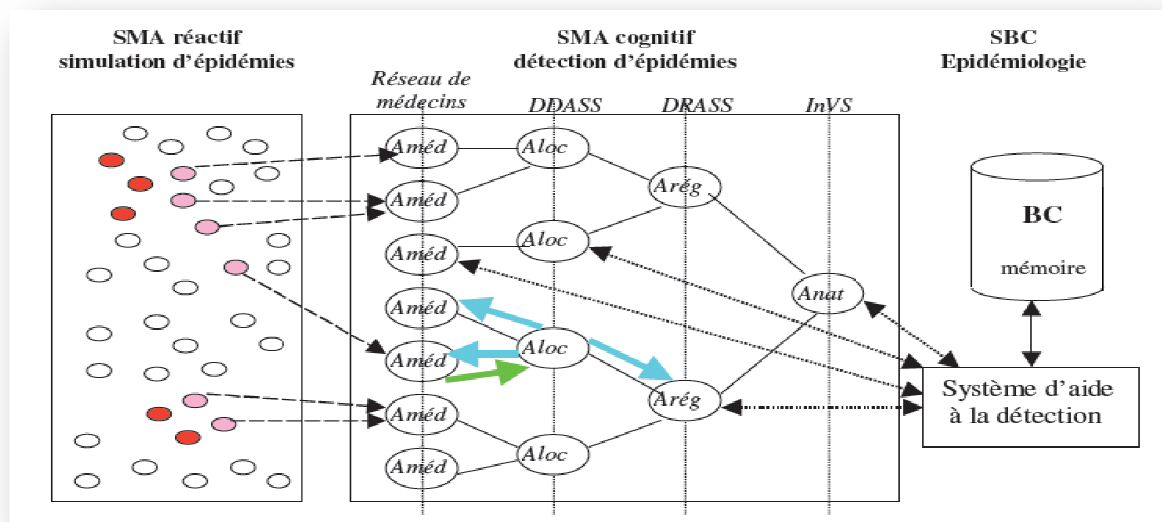 SMA réactif
simulation d'épidémies
SMA cognitif
détection d'épidémies
SBC
Epidémiologie
Réseau de
médecins
DDASS
DRASS
InVS
Améd
Aloc
Améd
Arég
Améd
Aloc
Anat
Améd
Améd
Aloc
Arég
Améd
Aloc
Améd
BC
mémoire
Système d'aide
à la détection